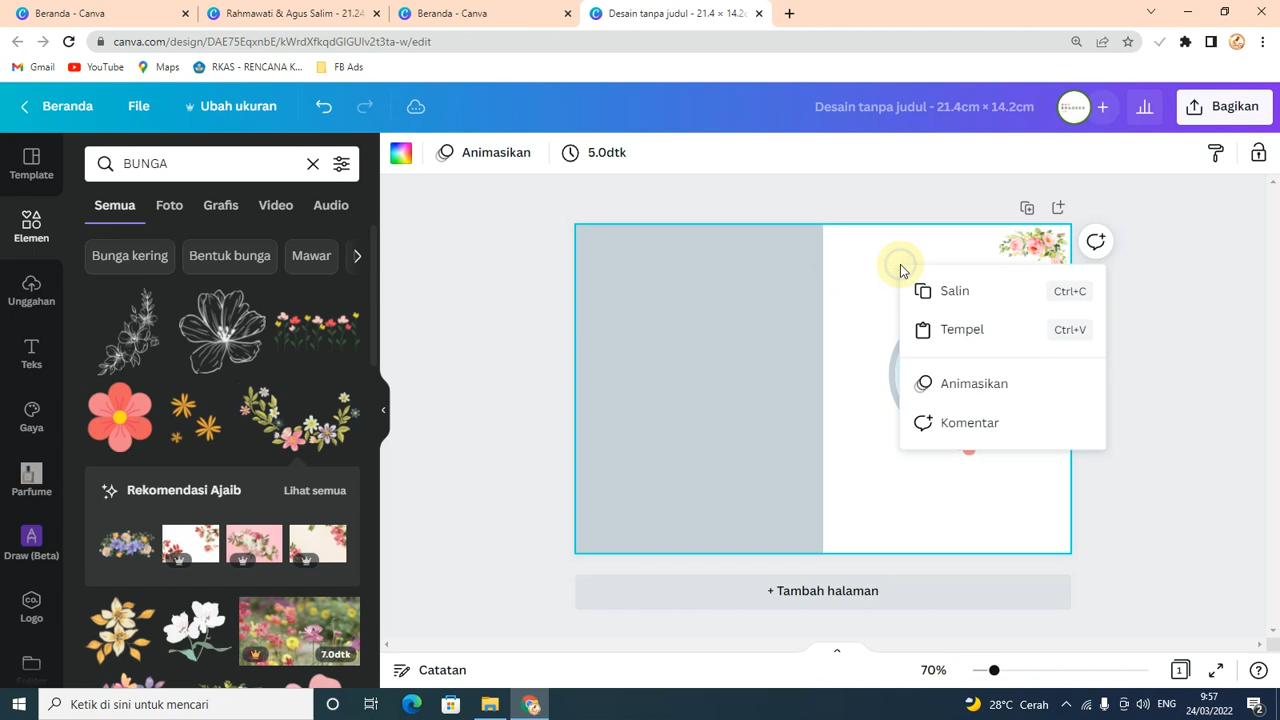 Beranda - Canva
Rahmawati & Agus Salim - 21.24
Beranda - Canva
Desain tanpa judul - 21.4 × 14.2c
canva.com/design/DAE75EqxnbE/kWrdXfkqdGIGUIv2t3ta-w/edit
Gmail
YouTube
Maps
RKAS - RENCANA K...
FB Ads
Beranda
File
Ubah ukuran
Desain tanpa judul - 21.4cm × 14.2cm
Bagikan
Template
BUNGA
Animasikan
5.0dtk
Elemen
Semua
Foto
Grafis
Video
Audio
Bunga kering
Bentuk bunga
Mawar
Unggahan
Teks
Gaya
Parfume
Draw (Beta)
Logo
Folder
Rekomendasi Ajaib
Lihat semua
7.0dtk
Salin
Ctrl+C
Tempel
Ctrl+V
Animasikan
Komentar
+ Tambah halaman
Catatan
70%
1
Ketik di sini untuk mencari
28°C Cerah
ENG
9:57
24/03/2022
2